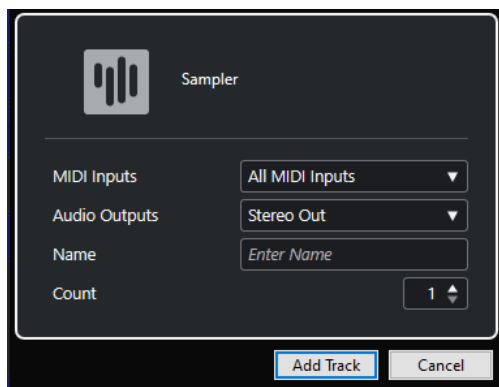 Sampler
MIDI Inputs All MIDI Inputs
Audio Outputs Stereo Out
Name Enter Name
Count 1
Add Track Cancel